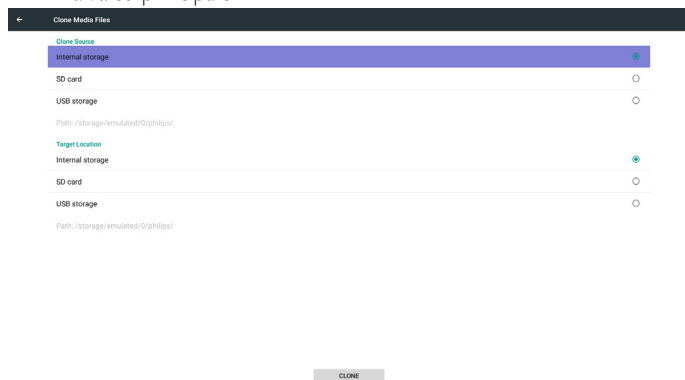 Clone Media Files
Clone Source
Internal storage
SD card
USB storage
Path: /storage/emulated/0/philips/
Target Location
Internal storage
SD card
USB storage
Path: /storage/emulated/0/philips/
CLONE